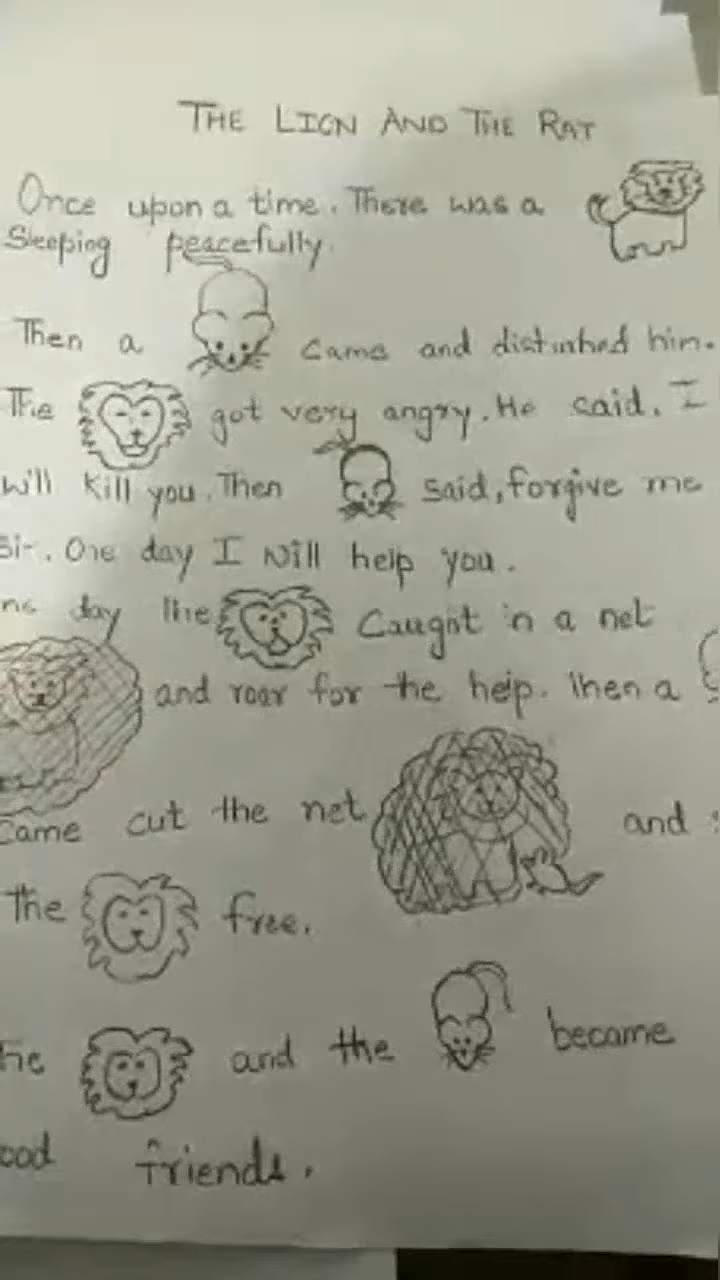 THE LION AND THE RAT
Once upon a time. There was a
Sleeping peacefully.
Then a came and disturbed him.
The got very angry. He said. I
will kill you. Then said, forgive me
Sir. One day I will help you.
day the Caught in a net
and roar for the help. Then a
Came cut the net and
The free.
The and the became
friends.